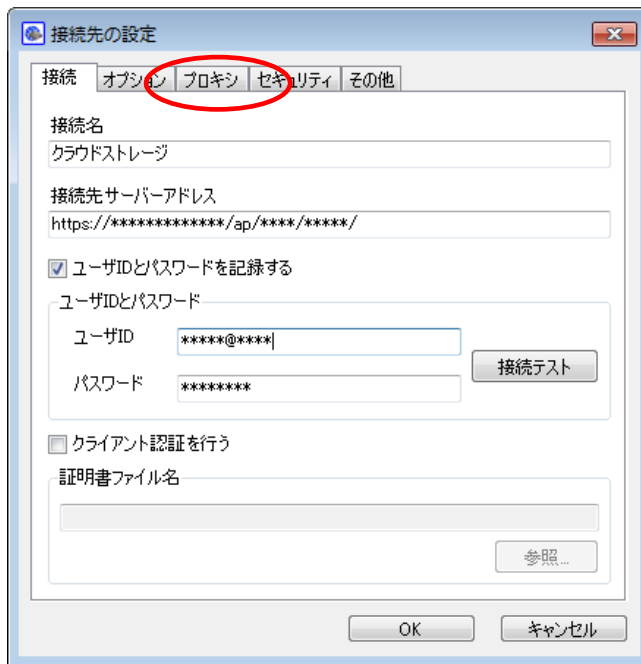 接続先の設定
接続 オプション プロキシ セキュリティ その他
接続名
クラウドストレージ
接続先サーバーアドレス
https://*************/ap/****/*****/
ユーザIDとパスワードを記録する
ユーザIDとパスワード
ユーザID *****@****
接続テスト
パスワード ********
クライアント認証を行う
証明書ファイル名
参照...
OK キャンセル